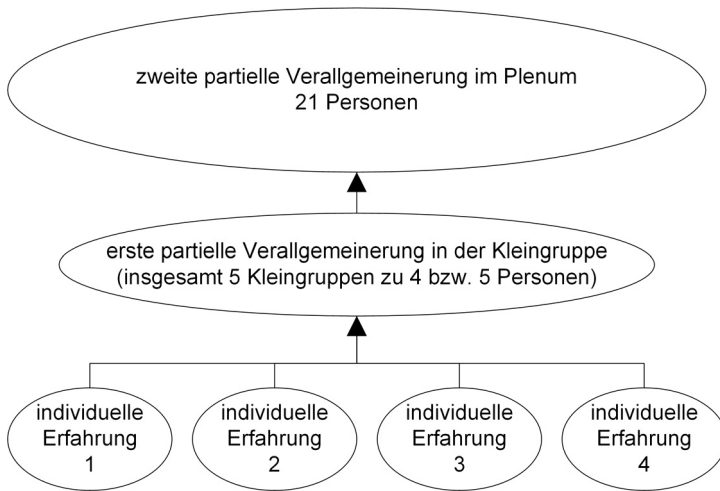 zweite partielle Verallgemeinerung im Plenum
21 Personen
erste partielle Verallgemeinerung in der Kleingruppe
(insgesamt 5 Kleingruppen zu 4 bzw. 5 Personen)
individuelle
Erfahrung
1
individuelle
Erfahrung
2
individuelle
Erfahrung
3
individuelle
Erfahrung
4